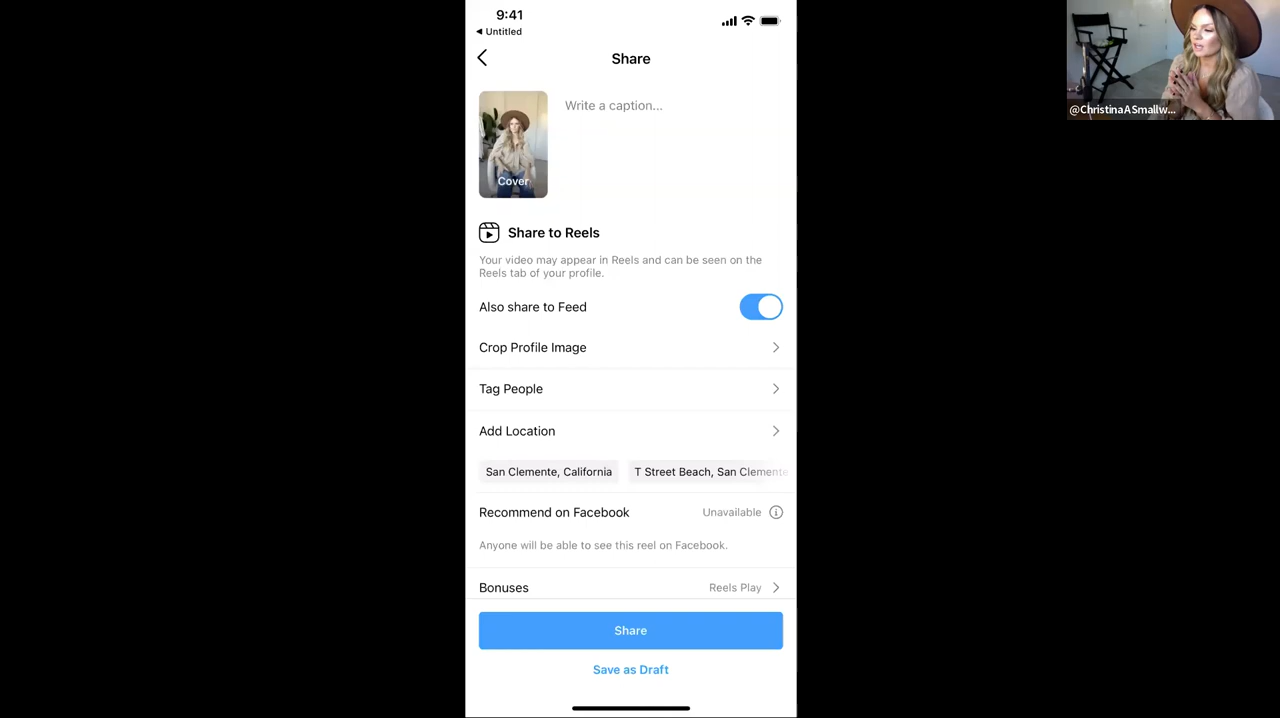 9:41
◀ Untitled
Share
Write a caption...
Cover
Share to Reels
Your video may appear in Reels and can be seen on the
Reels tab of your profile.
Also share to Feed
Crop Profile Image
Tag People
Add Location
San Clemente, California
T Street Beach, San Clemente
Recommend on Facebook
Unavailable
Anyone will be able to see this reel on Facebook.
Bonuses
Reels Play
Share
Save as Draft
@ChristinaASmallw...